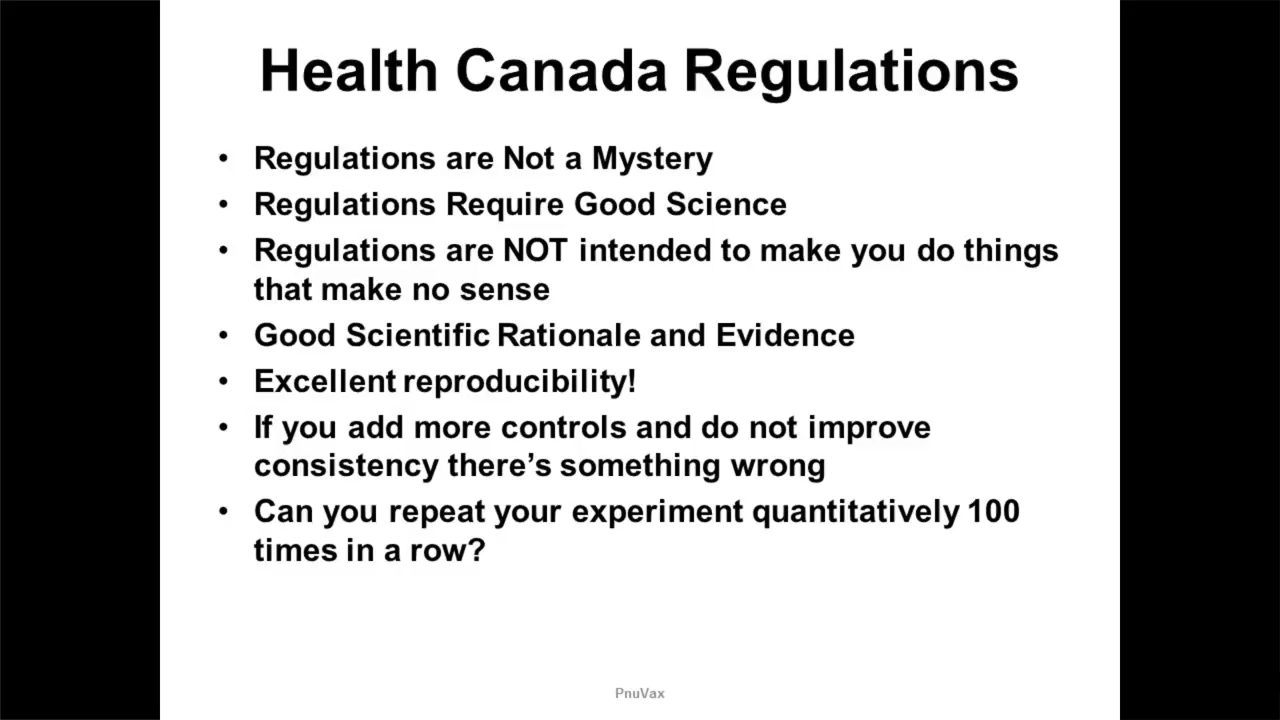 Health Canada Regulations
• Regulations are Not a Mystery
• Regulations Require Good Science
• Regulations are NOT intended to make you do things
that make no sense
• Good Scientific Rationale and Evidence
• Excellent reproducibility!
• If you add more controls and do not improve
consistency there’s something wrong
• Can you repeat your experiment quantitatively 100
times in a row?
PnuVax